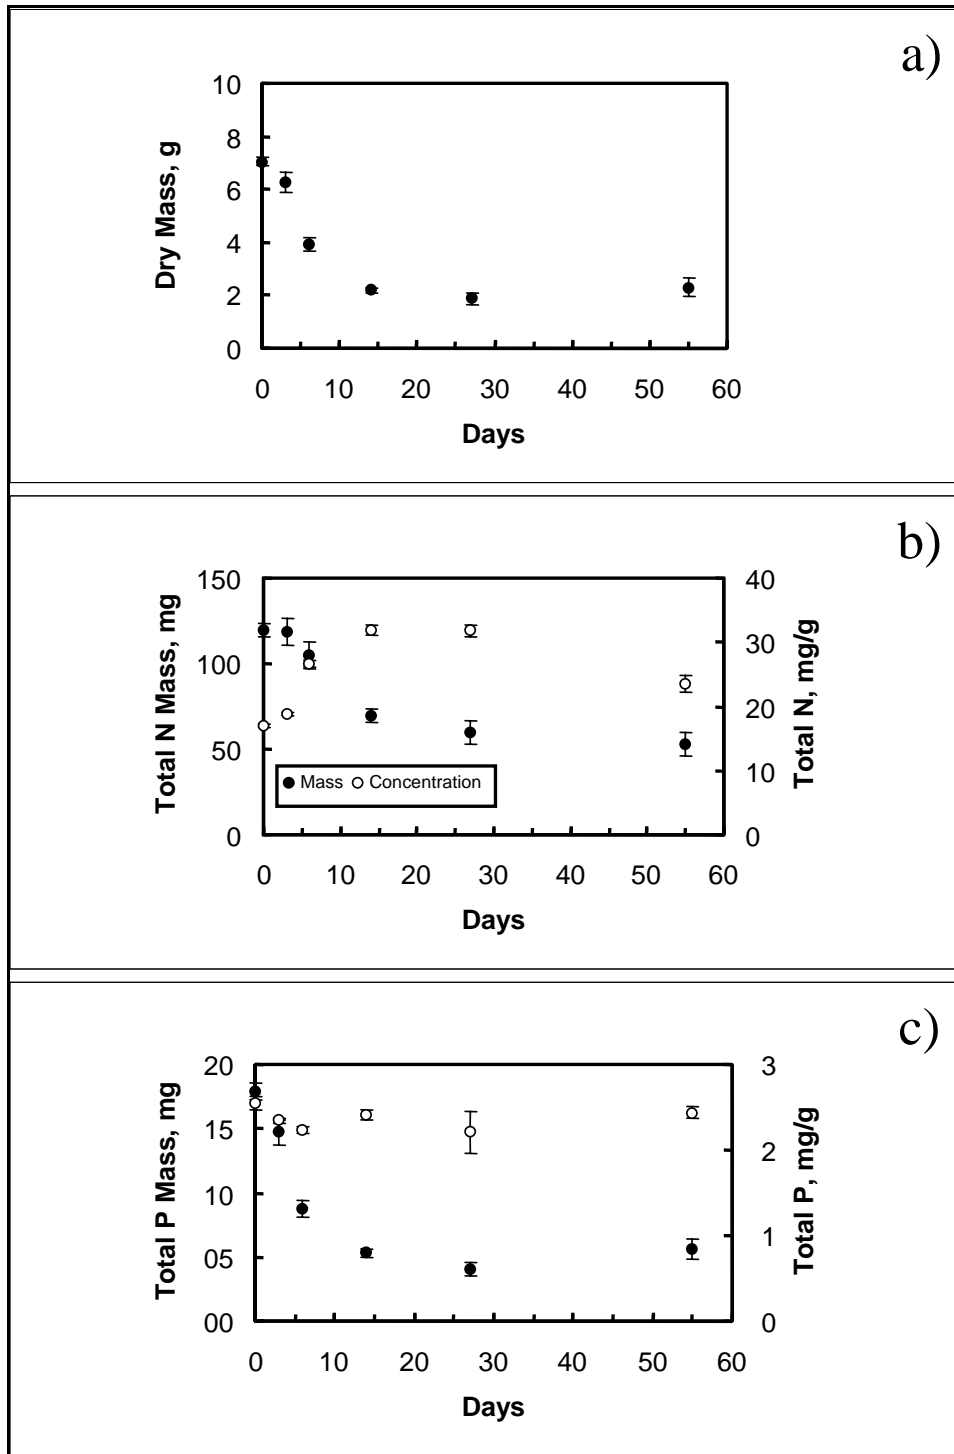 a)
10
8
6
4
2
0
Dry Mass, g
0 10 20 30 40 50 60
Days
b)
150
100
50
0
Total N Mass, mg
40
30
20
10
0
Total N, mg/g
Mass Concentration
0 10 20 30 40 50 60
Days
c)
20
15
10
05
00
Total P Mass, mg
3
2
1
0
Total P, mg/g
0 10 20 30 40 50 60
Days